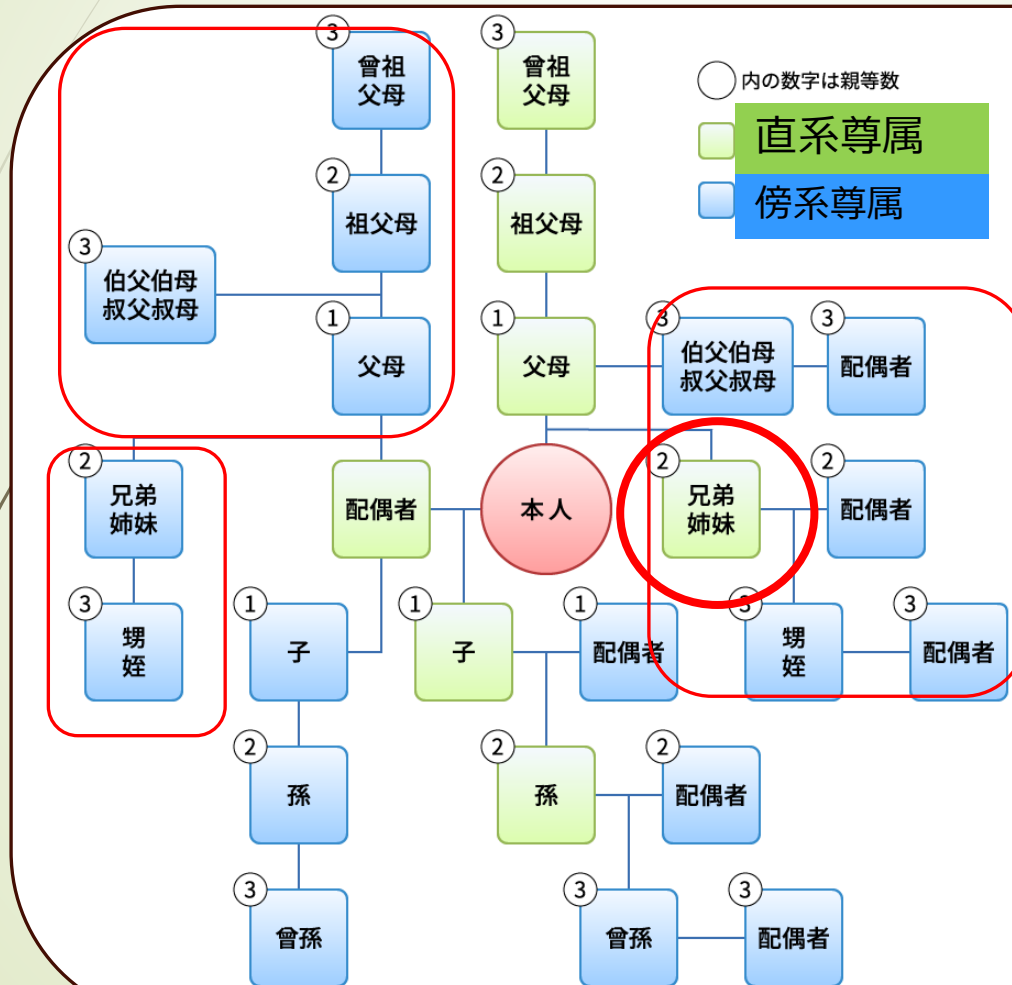 ③
曾祖
父母
③
曾祖
父母
○内の数字は親等数
直系尊属
傍系尊属
②
祖父母
②
祖父母
③
伯父伯母
叔父叔母
①
父母
①
父母
③
伯父伯母
叔父叔母
③
配偶者
②
兄弟
姉妹
配偶者
本人
②
兄弟
姉妹
②
配偶者
③
甥
姪
①
子
①
子
①
配偶者
③
甥
姪
③
配偶者
②
孫
②
孫
②
配偶者
③
曾孫
③
曾孫
③
配偶者